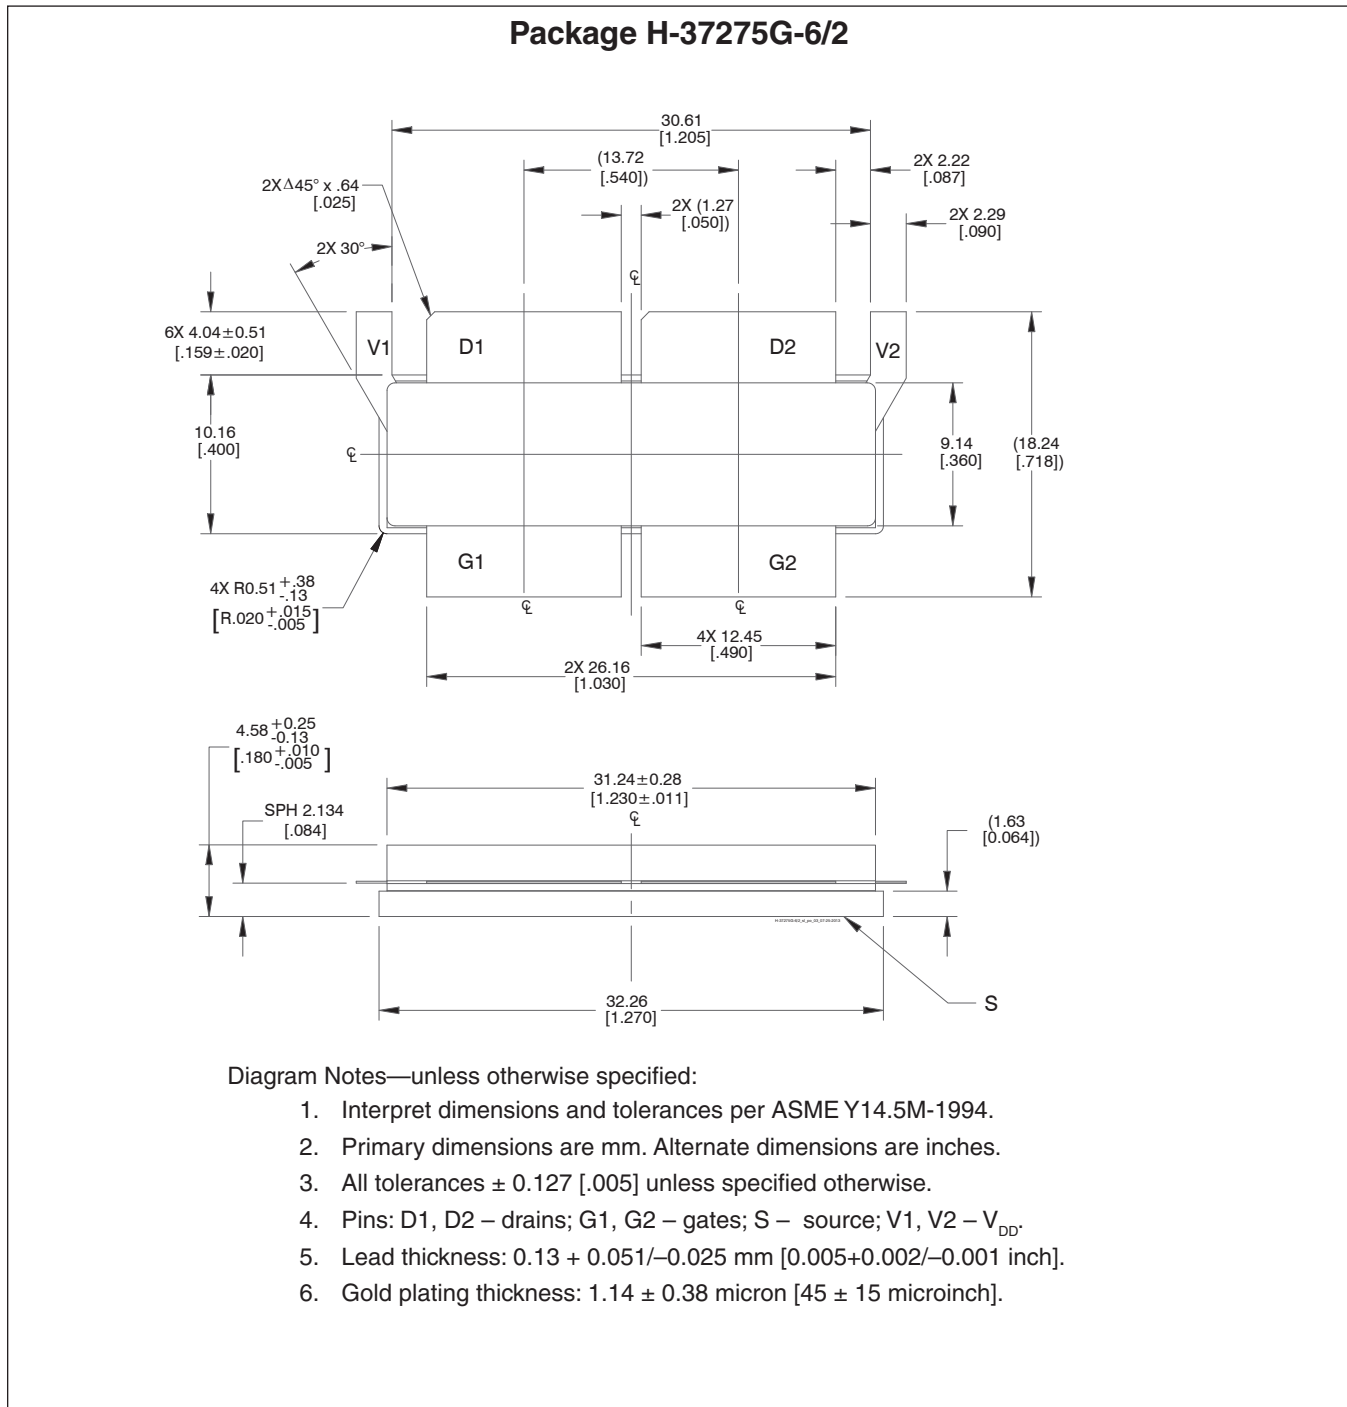 Package H-37275G-6/2
30.61
[1.205]
(13.72
[.540])
2X 2.22
[.087]
2X Δ45° x .64
[.025]
2X (1.27
[.050])
2X 2.29
[.090]
2X 30°
℄
6X 4.04±0.51
[.159±.020]
V1
D1
D2
V2
10.16
[.400]
℄
9.14
[.360]
(18.24
[.718])
G1
G2
4X R0.51 +.38
-.13
[R.020 +.015
-.005]
℄
℄
4X 12.45
[.490]
2X 26.16
[1.030]
4.58 +0.25
-0.13
[.180 +.010
-.005]
31.24±0.28
[1.230±.011]
℄
SPH 2.134
[.084]
(1.63
[0.064])
S
32.26
[1.270]
Diagram Notes—unless otherwise specified:
1. Interpret dimensions and tolerances per ASME Y14.5M-1994.
2. Primary dimensions are mm. Alternate dimensions are inches.
3. All tolerances ± 0.127 [.005] unless specified otherwise.
4. Pins: D1, D2 – drains; G1, G2 – gates; S – source; V1, V2 – VDD.
5. Lead thickness: 0.13 + 0.051/–0.025 mm [0.005+0.002/–0.001 inch].
6. Gold plating thickness: 1.14 ± 0.38 micron [45 ± 15 microinch].